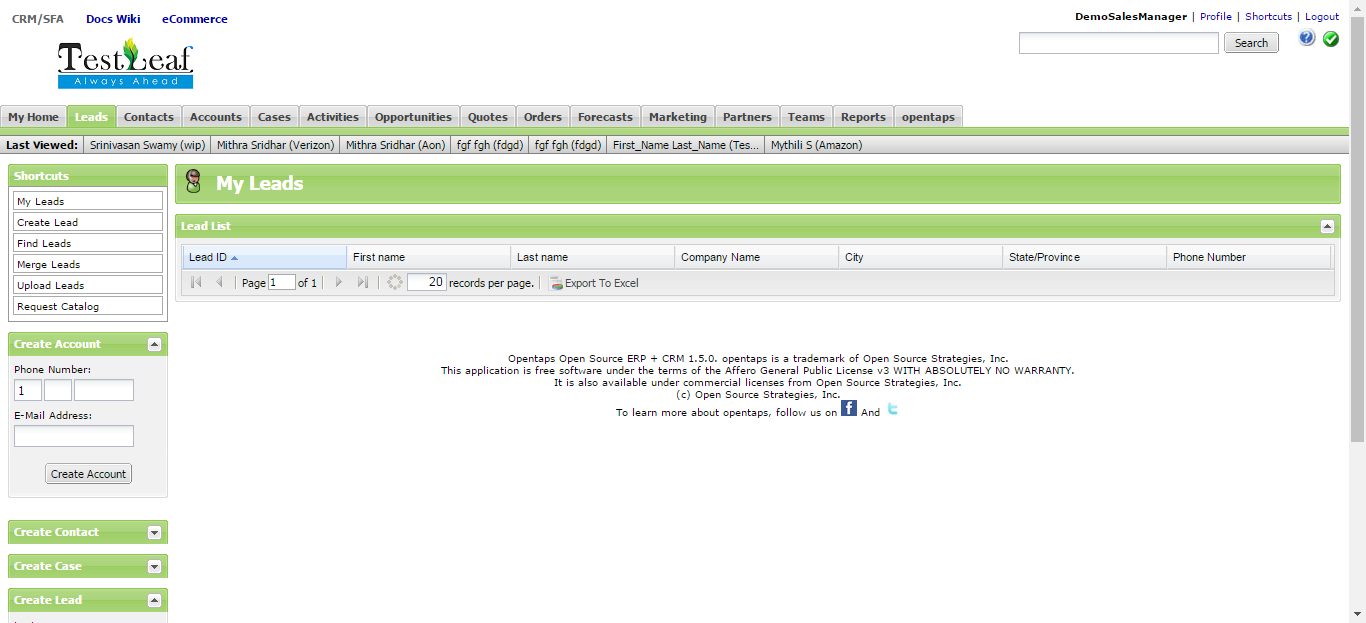 CRM/SFA Docs Wiki eCommerce
DemoSalesManager | Profile | Shortcuts | Logout
Search
TestLeaf
Always Ahead
My Home Leads Contacts Accounts Cases Activities Opportunities Quotes Orders Forecasts Marketing Partners Teams Reports opentaps
Last Viewed: Srinivasan Swamy (wip) Mithra Sridhar (Verizon) Mithra Sridhar (Aon) fgf fgh (fdgd) fgf fgh (fdgd) First_Name Last_Name (Tes... Mythili S (Amazon)
Shortcuts
My Leads
Create Lead
Find Leads
Merge Leads
Upload Leads
Request Catalog
Create Account
Phone Number:
1
E-Mail Address:
Create Account
Create Contact
Create Case
Create Lead
My Leads
Lead List
Lead ID First name Last name Company Name City State/Province Phone Number
Page 1 of 1 20 records per page. Export To Excel
Opentaps Open Source ERP + CRM 1.5.0. opentaps is a trademark of Open Source Strategies, Inc.
This application is free software under the terms of the Affero General Public License v3 WITH ABSOLUTELY NO WARRANTY.
It is also available under commercial licenses from Open Source Strategies, Inc.
(c) Open Source Strategies, Inc.
To learn more about opentaps, follow us on f And t